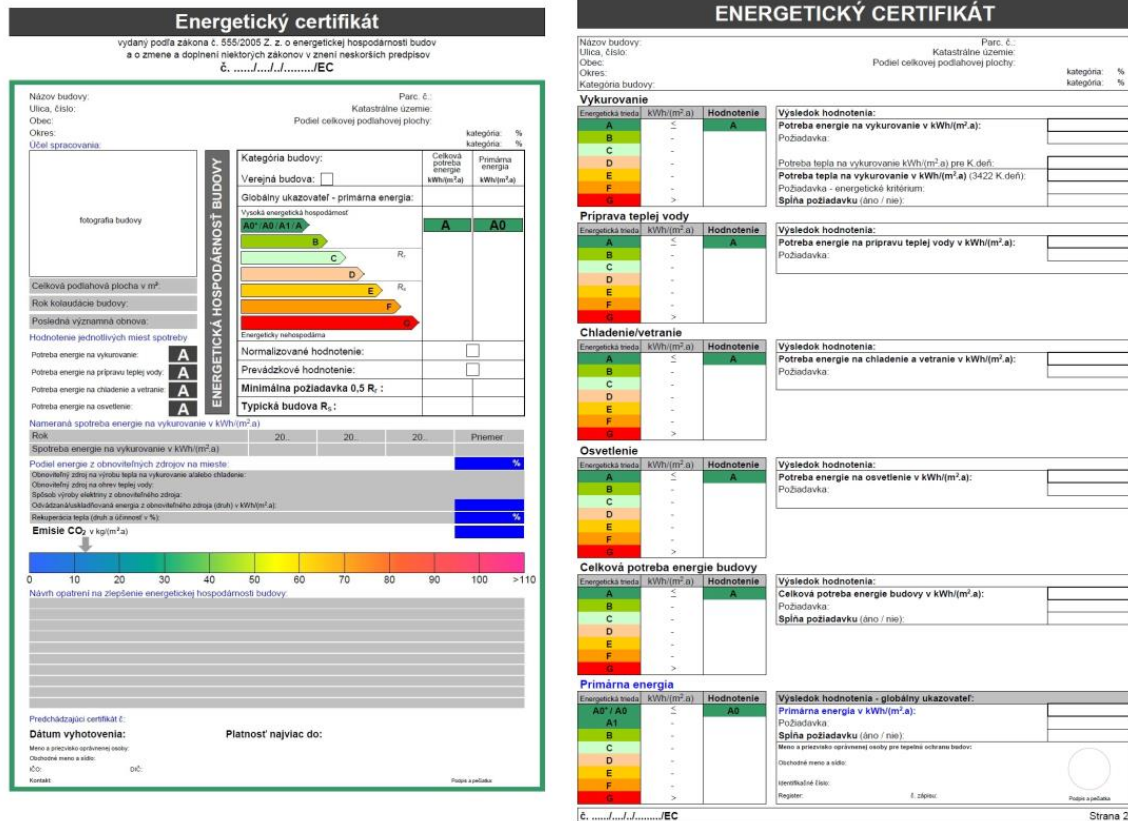 Energetický certifikát
vydaný podľa zákona č. 555/2005 Z. z. o energetickej hospodárnosti budov
a o zmene a doplnení niektorých zákonov v znení neskorších predpisov
č. ....../..../../........./EC
Názov budovy: Parc. č.:
Ulica, číslo: Katastrálne územie:
Obec: Podiel celkovej podlahovej plochy:
Okres: kategória: %
kategória: %
Účel spracovania:
fotografia budovy
Celková podlahová plocha v m²:
Rok kolaudácie budovy:
Posledná významná obnova:
Hodnotenie jednotlivých miest spotreby
Potreba energie na vykurovanie: A
Potreba energie na prípravu teplej vody: A
Potreba energie na chladenie a vetranie: A
Potreba energie na osvetlenie: A
ENERGETICKÁ HOSPODÁRNOSŤ BUDOVY
Kategória budovy: Celková potreba energie kWh/(m².a) Primárna energia kWh/(m².a)
Verejná budova:
Globálny ukazovateľ - primárna energia:
Vysoká energetická hospodárnosť
A0*/A0/A1/A A A0
B
C Rr
D
E Rs
F
G
Energeticky nehospodárna
Normalizované hodnotenie:
Prevádzkové hodnotenie:
Minimálna požiadavka 0,5 Rr :
Typická budova Rs :
Nameraná spotreba energie na vykurovanie v kWh/(m².a)
Rok 20.. 20.. 20.. Priemer
Spotreba energie na vykurovanie v kWh/(m².a)
Podiel energie z obnoviteľných zdrojov na mieste: %
Obnoviteľný zdroj na výrobu tepla na vykurovanie a/alebo chladenie:
Obnoviteľný zdroj na ohrev teplej vody:
Spôsob výroby elektriny z obnoviteľného zdroja:
Odvádzaná/uskladňovaná energia z obnoviteľného zdroja (druh) v kWh/(m².a):
Rekuperácia tepla (druh a účinnosť v %): %
Emisie CO2 v kg/(m².a)
0 10 20 30 40 50 60 70 80 90 100 >110
Návrh opatrení na zlepšenie energetickej hospodárnosti budovy:
Predchádzajúci certifikát č:
Dátum vyhotovenia: Platnosť najviac do:
Meno a priezvisko oprávnenej osoby:
Obchodné meno a sídlo:
IČO: DIČ:
Kontakt: Podpis a pečiatka
ENERGETICKÝ CERTIFIKÁT
Názov budovy: Parc. č.:
Ulica, číslo: Katastrálne územie:
Obec: Podiel celkovej podlahovej plochy:
Okres: kategória: %
Kategória budovy: kategória: %
Vykurovanie
Energetická trieda kWh/(m².a) Hodnotenie Výsledok hodnotenia:
A ≤ A Potreba energie na vykurovanie v kWh/(m².a):
B - Požiadavka:
C -
D - Potreba tepla na vykurovanie kWh/(m².a) pre K.deň:
E - Potreba tepla na vykurovanie v kWh/(m².a) (3422 K.deň):
F - Požiadavka - energetické kritérium:
G > Spĺňa požiadavku (áno / nie):
Príprava teplej vody
Energetická trieda kWh/(m².a) Hodnotenie Výsledok hodnotenia:
A ≤ A Potreba energie na prípravu teplej vody v kWh/(m².a):
B - Požiadavka:
C -
D -
E -
F -
G >
Chladenie/vetranie
Energetická trieda kWh/(m².a) Hodnotenie Výsledok hodnotenia:
A ≤ A Potreba energie na chladenie a vetranie v kWh/(m².a):
B - Požiadavka:
C -
D -
E -
F -
G >
Osvetlenie
Energetická trieda kWh/(m².a) Hodnotenie Výsledok hodnotenia:
A ≤ A Potreba energie na osvetlenie v kWh/(m².a):
B - Požiadavka:
C -
D -
E -
F -
G >
Celková potreba energie budovy
Energetická trieda kWh/(m².a) Hodnotenie Výsledok hodnotenia:
A ≤ A Celková potreba energie budovy v kWh/(m².a):
B - Požiadavka:
C - Spĺňa požiadavku (áno / nie):
D -
E -
F -
G >
Primárna energia
Energetická trieda kWh/(m².a) Hodnotenie Výsledok hodnotenia - globálny ukazovateľ:
A0* / A0 ≤ A0 Primárna energia v kWh/(m².a):
A1 - Požiadavka:
B - Spĺňa požiadavku (áno / nie):
C - Meno a priezvisko oprávnenej osoby pre tepelnú ochranu budov:
D - Obchodné meno a sídlo:
E -
F - Identifikačné číslo:
G > Register: č. zápisu: Podpis a pečiatka
č. ....../..../../........./EC Strana 2